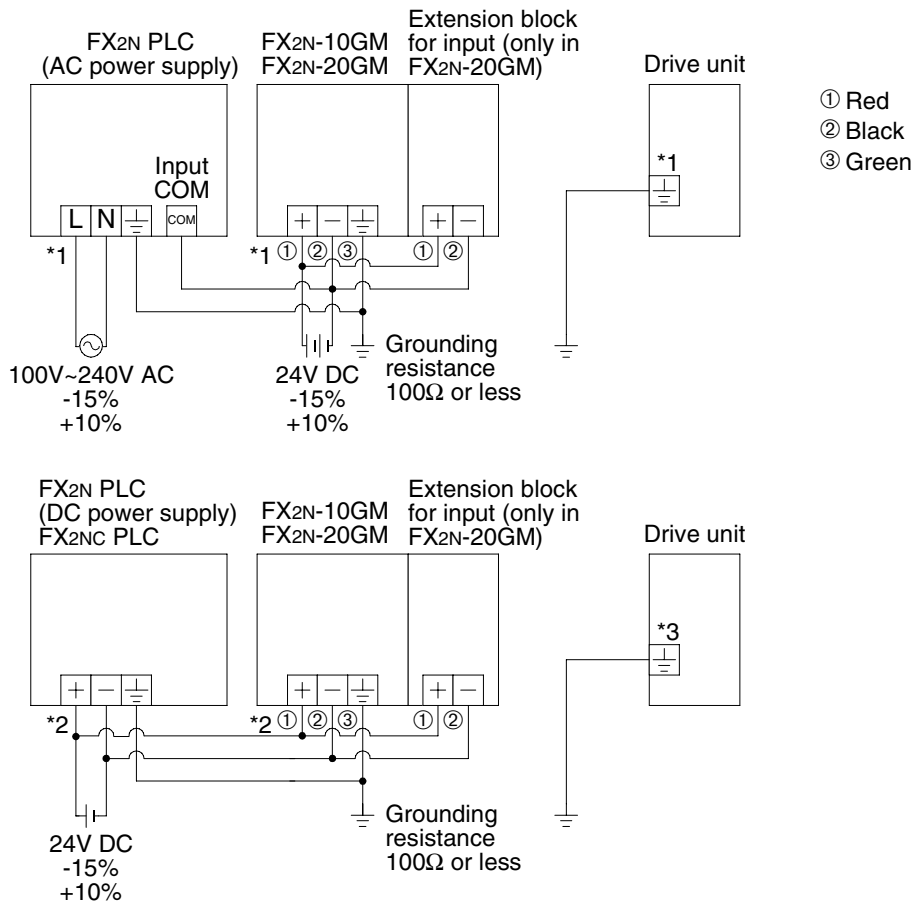 FX2N PLC
(AC power supply)
FX2N-10GM
FX2N-20GM
Extension block
for input (only in
FX2N-20GM)
Drive unit
① Red
② Black
③ Green
Input
COM
L N COM
+ −
+ −
*1
*1
*1
① ② ③
① ②
100V~240V AC
-15%
+10%
24V DC
-15%
+10%
Grounding
resistance
100Ω or less
FX2N PLC
(DC power supply)
FX2NC PLC
FX2N-10GM
FX2N-20GM
Extension block
for input (only in
FX2N-20GM)
Drive unit
*3
+ −
+ −
+ −
*2
*2
① ② ③
① ②
24V DC
-15%
+10%
Grounding
resistance
100Ω or less